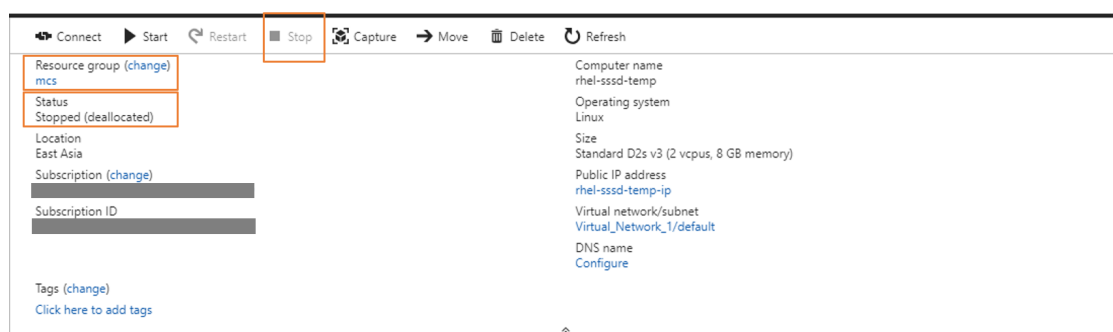 Connect Start Restart Stop Capture Move Delete Refresh
Resource group (change)
mcs
Status
Stopped (deallocated)
Location
East Asia
Subscription (change)
Subscription ID
Tags (change)
Click here to add tags
Computer name
rhel-sssd-temp
Operating system
Linux
Size
Standard D2s v3 (2 vcpus, 8 GB memory)
Public IP address
rhel-sssd-temp-ip
Virtual network/subnet
Virtual_Network_1/default
DNS name
Configure